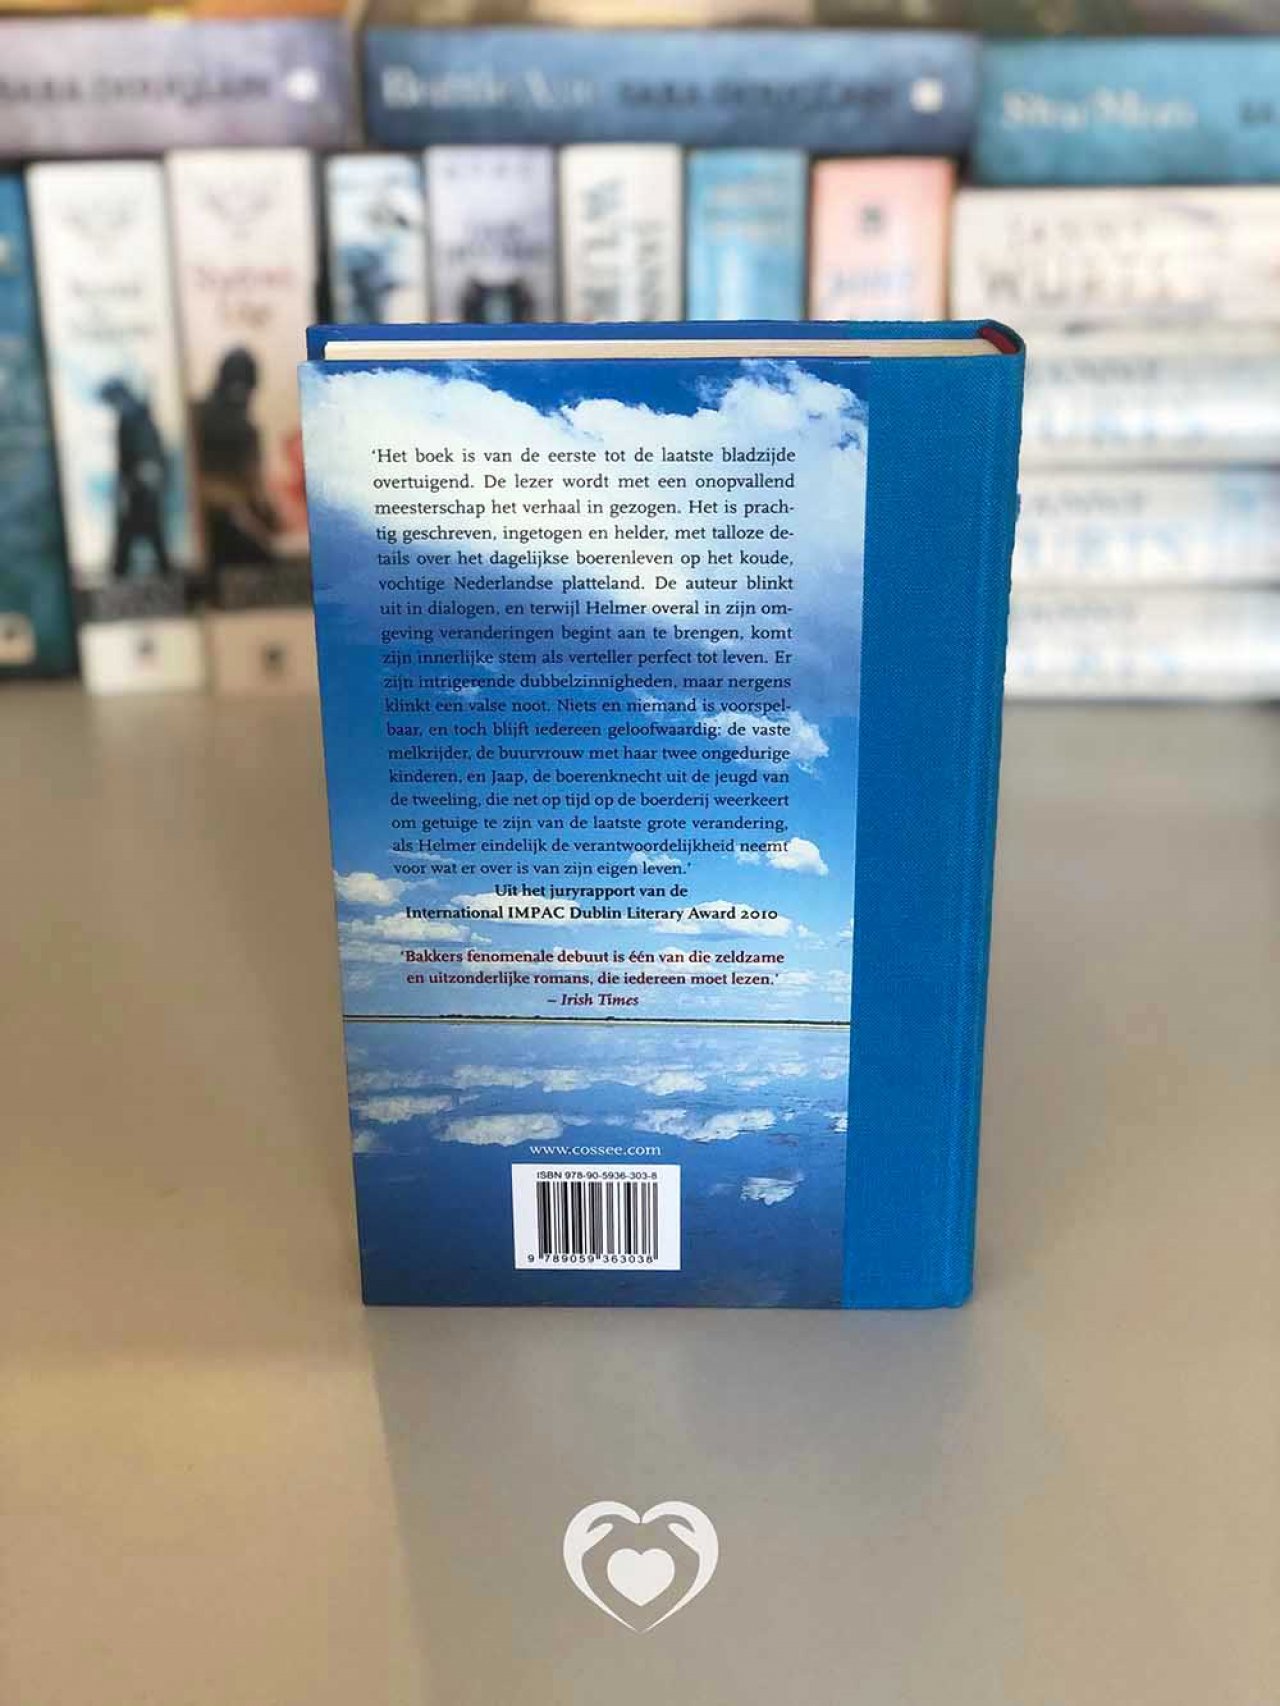 SARA DOUGLASS
Battle Axe SARA DOUGLASS
JANNY
WURTS
'Het boek is van de eerste tot de laatste bladzijde
overtuigend. De lezer wordt met een onopvallend
meesterschap het verhaal in gezogen. Het is prach-
tig geschreven, ingetogen en helder, met talloze de-
tails over het dagelijkse boerenleven op het koude,
vochtige Nederlandse platteland. De auteur blinkt
uit in dialogen, en terwijl Helmer overal in zijn om-
geving veranderingen begint aan te brengen, komt
zijn innerlijke stem als verteller perfect tot leven. Er
zijn intrigerende dubbelzinnigheden, maar nergens
klinkt een valse noot. Niets en niemand is voorspel-
baar, en toch blijft iedereen geloofwaardig: de vaste
melkrijder, de buurvrouw met haar twee ongedurige
kinderen, en Jaap, de boerenknecht uit de jeugd van
de tweeling, die net op tijd op de boerderij weerkeert
om getuige te zijn van de laatste grote verandering,
als Helmer eindelijk de verantwoordelijkheid neemt
voor wat er over is van zijn eigen leven.'
Uit het juryrapport van de
International IMPAC Dublin Literary Award 2010
'Bakkers fenomenale debuut is één van die zeldzame
en uitzonderlijke romans, die iedereen moet lezen.'
– Irish Times
www.cossee.com
ISBN 978-90-5936-303-8
9 789059 363038